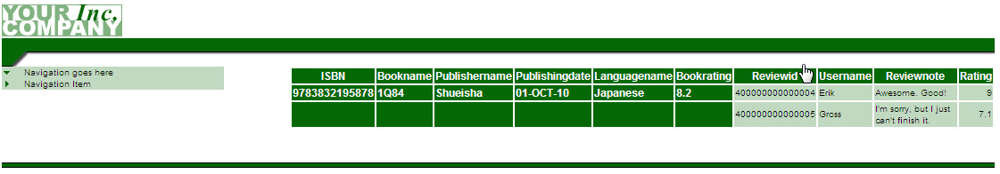 YOUR Inc.
COMPANY
Navigation goes here
Navigation Item
ISBN Bookname Publishername Publishingdate Languagename Bookrating Reviewid Username Reviewnote Rating
9783832195878 1Q84 Shueisha 01-OCT-10 Japanese 8.2 400000000000004 Erik Awesome. Good! 9
400000000000005 Gross I'm sorry, but I just
can't finish it. 7.1